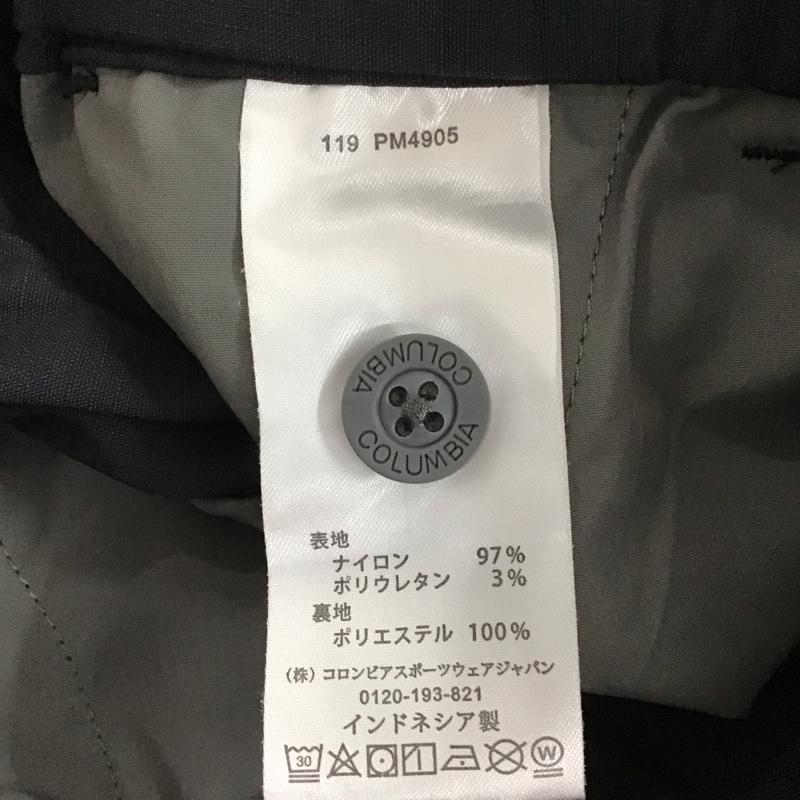 119 PM4905
COLUMBIA
COLUMBIA
表地
ナイロン 97%
ポリウレタン 3%
裏地
ポリエステル 100%
(株) コロンビアスポーツウェアジャパン
0120-193-821
インドネシア製
30 W